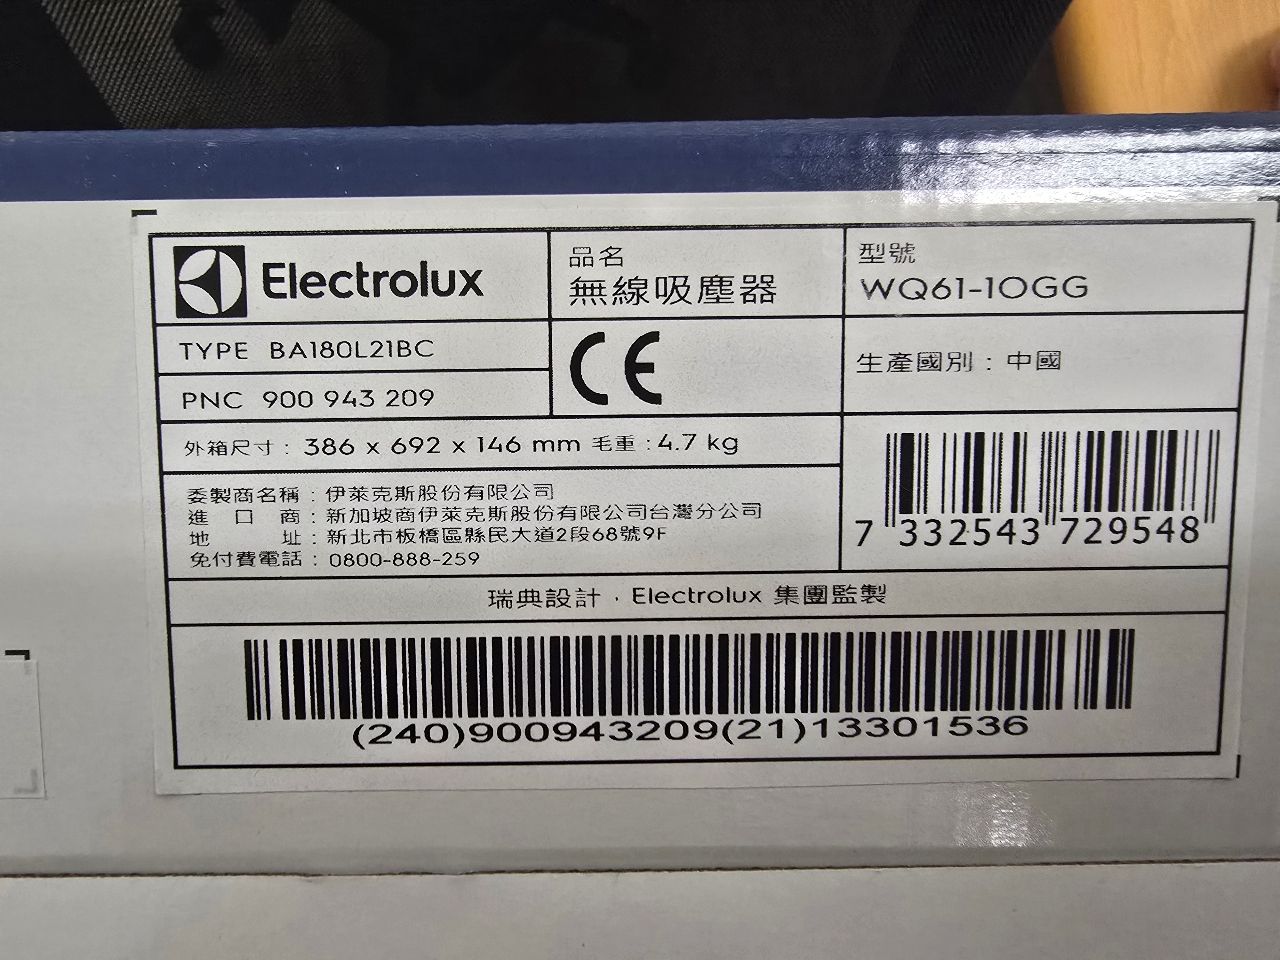 Electrolux
品名
無線吸塵器
型號
WQ61-1OGG
TYPE BA180L21BC
PNC 900 943 209
CE
生產國別：中國
外箱尺寸：386 x 692 x 146 mm 毛重：4.7 kg
委製商名稱：伊萊克斯股份有限公司
進口商：新加坡商伊萊克斯股份有限公司台灣分公司
地址：新北市板橋區縣民大道2段68號9F
免付費電話：0800-888-259
7 332543 729548
瑞典設計，Electrolux 集團監製
(240)900943209(21)13301536